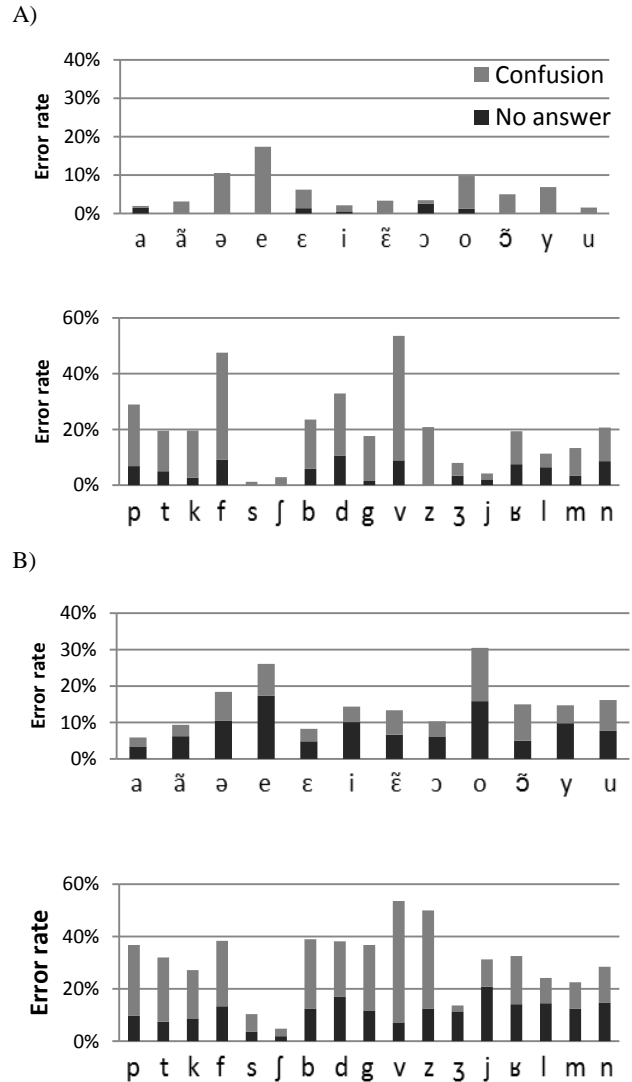 A)
40%
30%
20%
10%
0%
Error rate
Confusion
No answer
a ã ə e ɛ i ɛ̃ ɔ o ɔ̃ y u
60%
40%
20%
0%
Error rate
p t k f s ʃ b d g v z ʒ j ʁ l m n
B)
40%
30%
20%
10%
0%
Error rate
a ã ə e ɛ i ɛ̃ ɔ o ɔ̃ y u
60%
40%
20%
0%
Error rate
p t k f s ʃ b d g v z ʒ j ʁ l m n